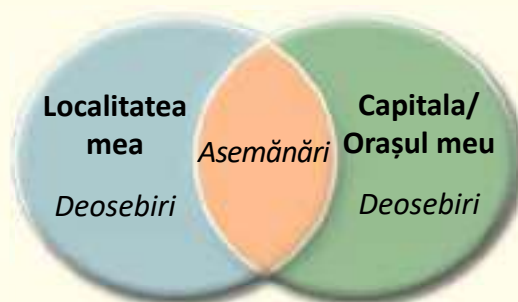 Localitatea
mea
Deosebiri
Asemănări
Capitala/
Orașul meu
Deosebiri